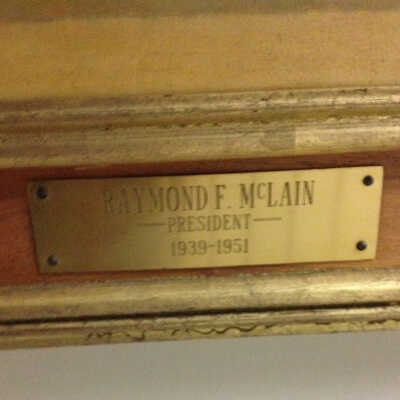 RAYMOND F. McLAIN
PRESIDENT
1939-1951